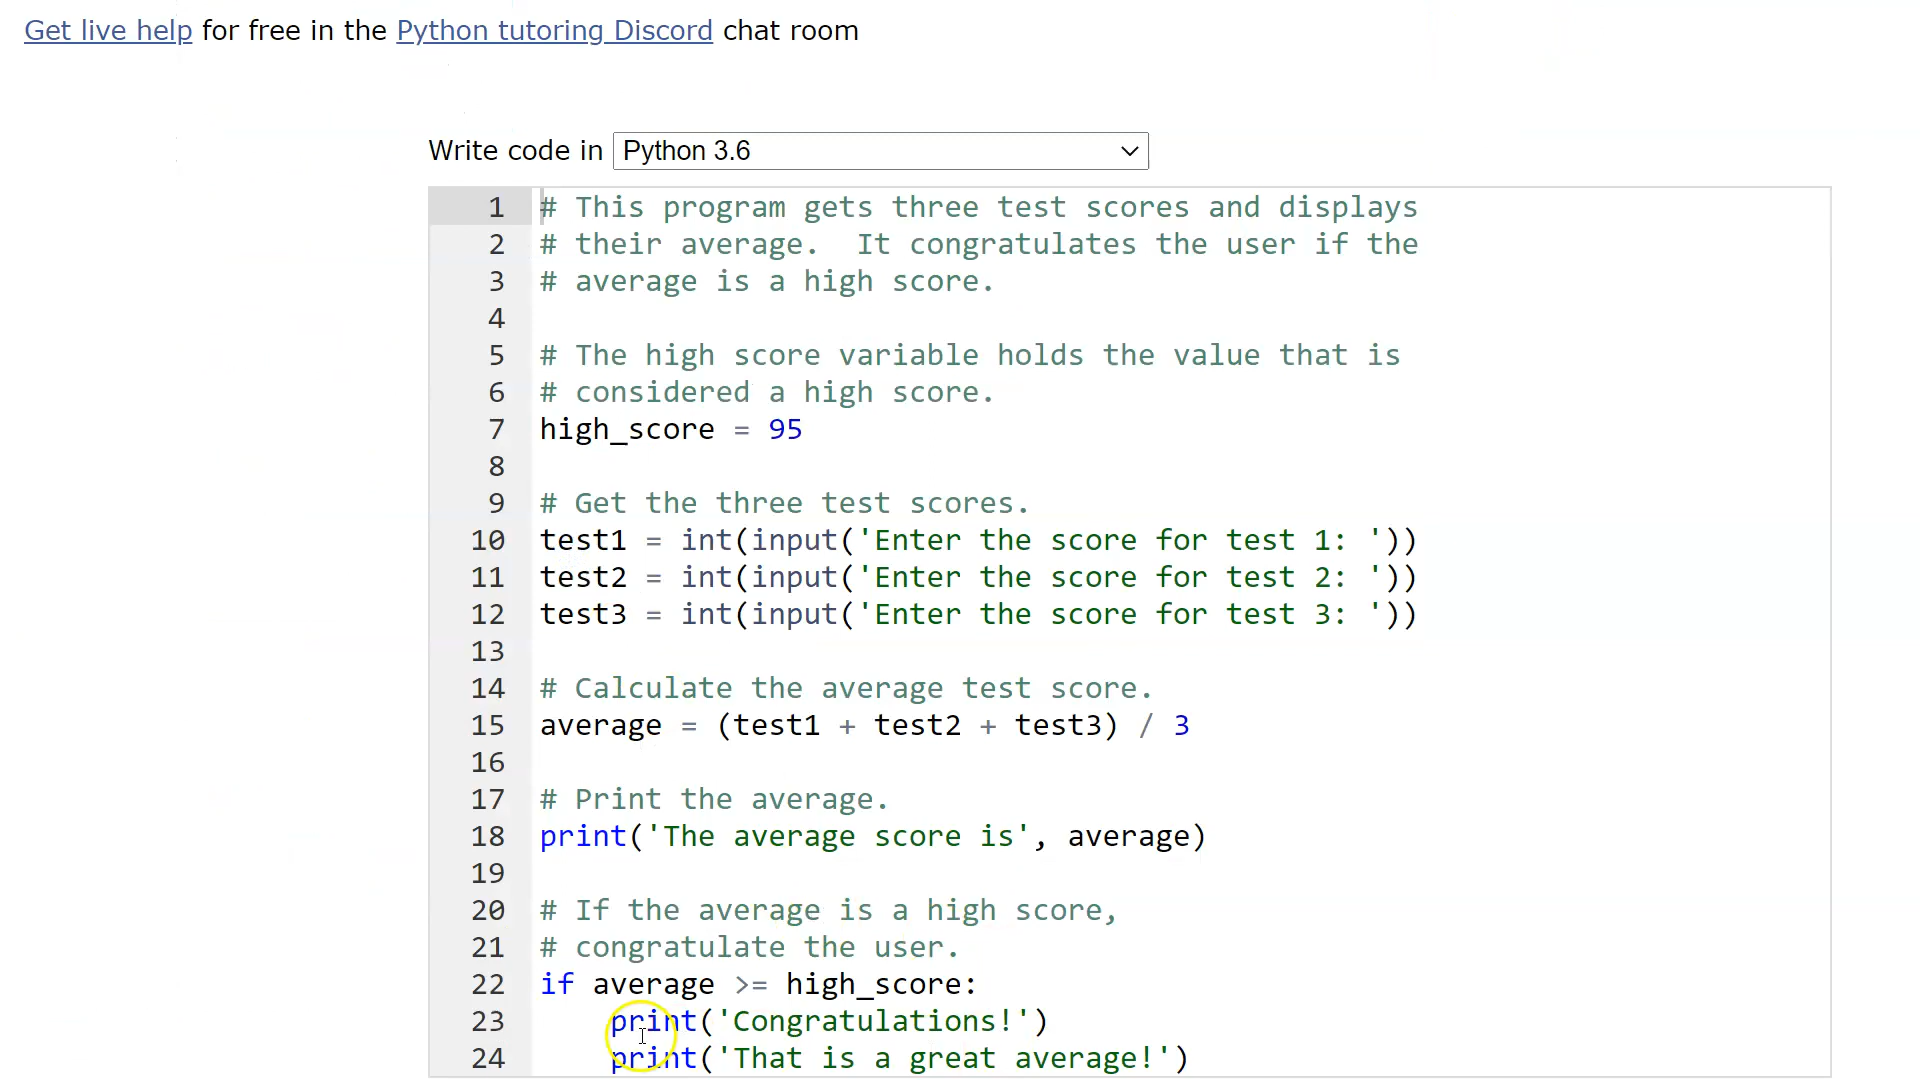 Get live help for free in the Python tutoring Discord chat room
Write code in Python 3.6
1 # This program gets three test scores and displays
2 # their average.  It congratulates the user if the
3 # average is a high score.
4
5 # The high score variable holds the value that is
6 # considered a high score.
7 high_score = 95
8
9 # Get the three test scores.
10 test1 = int(input('Enter the score for test 1: '))
11 test2 = int(input('Enter the score for test 2: '))
12 test3 = int(input('Enter the score for test 3: '))
13
14 # Calculate the average test score.
15 average = (test1 + test2 + test3) / 3
16
17 # Print the average.
18 print('The average score is', average)
19
20 # If the average is a high score,
21 # congratulate the user.
22 if average >= high_score:
23     print('Congratulations!')
24     print('That is a great average!')